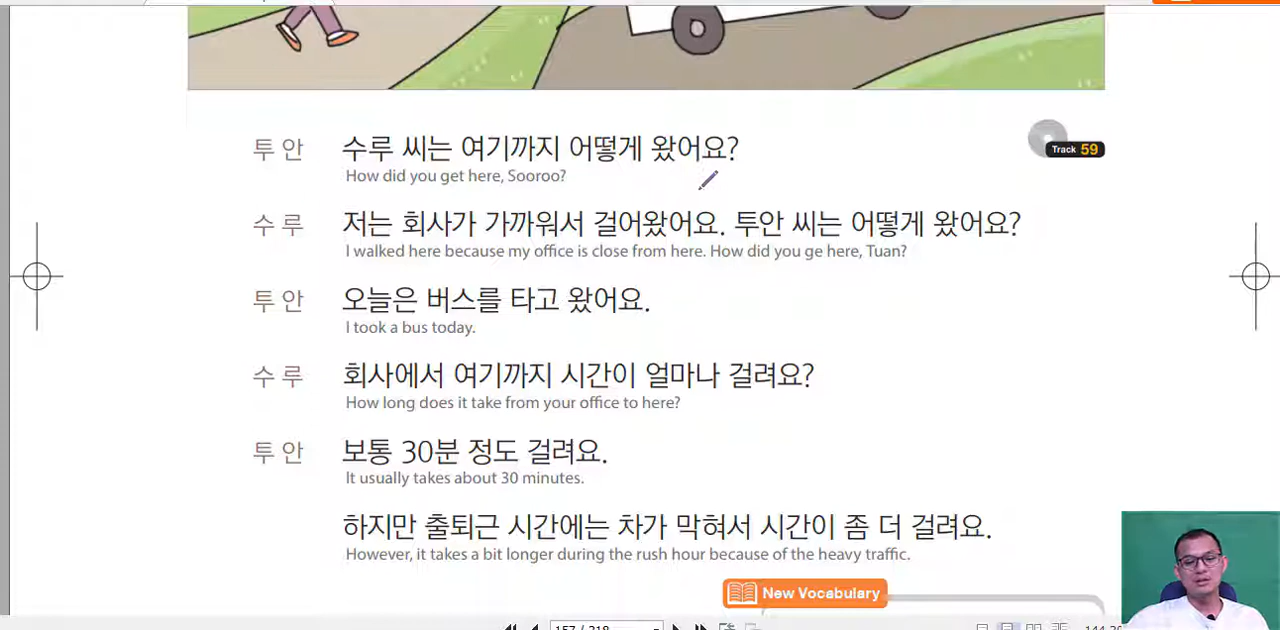 투 안 수루 씨는 여기까지 어떻게 왔어요?
How did you get here, Sooroo?
Track 59
수 루 저는 회사가 가까워서 걸어왔어요. 투안 씨는 어떻게 왔어요?
I walked here because my office is close from here. How did you ge here, Tuan?
투 안 오늘은 버스를 타고 왔어요.
I took a bus today.
수 루 회사에서 여기까지 시간이 얼마나 걸려요?
How long does it take from your office to here?
투 안 보통 30분 정도 걸려요.
It usually takes about 30 minutes.
하지만 출퇴근 시간에는 차가 막혀서 시간이 좀 더 걸려요.
However, it takes a bit longer during the rush hour because of the heavy traffic.
New Vocabulary
157 / 218